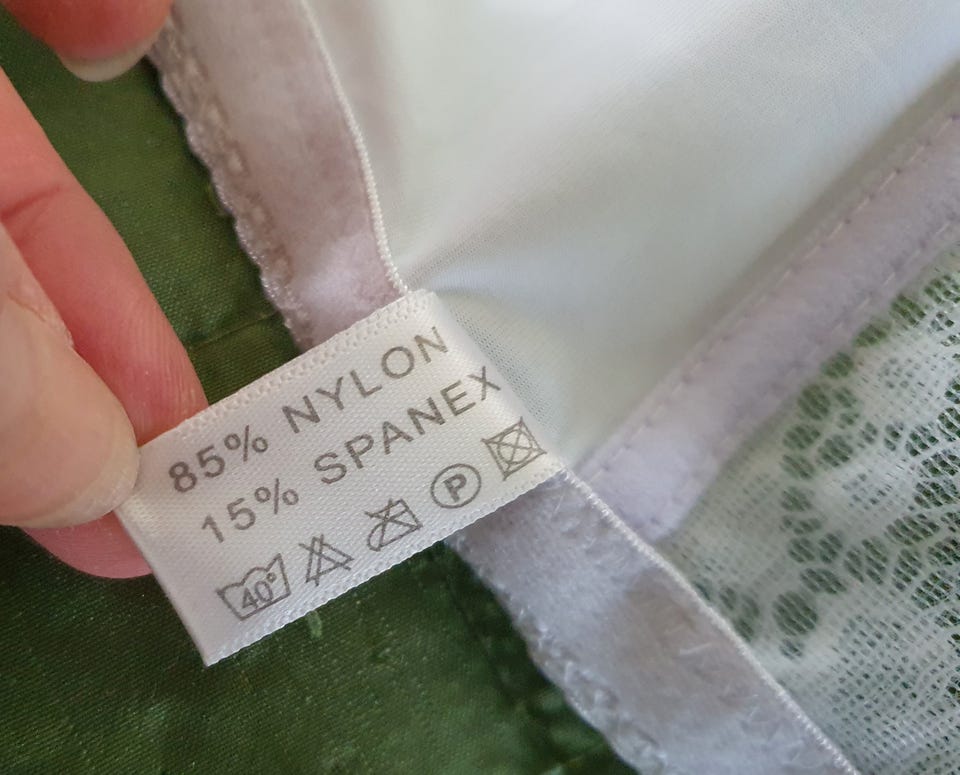 85% NYLON
15% SPANEX
40° P